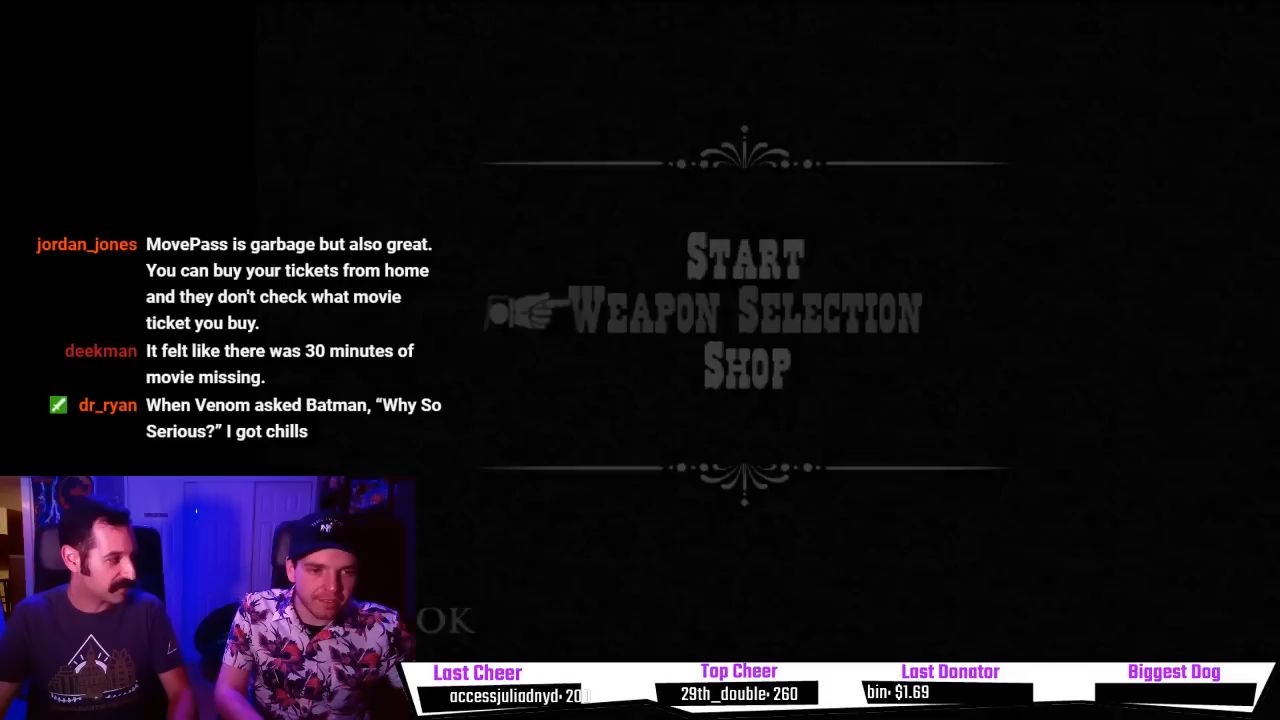 START
WEAPON SELECTION
SHOP
jordan_jones MovePass is garbage but also great.
You can buy your tickets from home
and they don't check what movie
ticket you buy.
deekman It felt like there was 30 minutes of
movie missing.
dr_ryan When Venom asked Batman, “Why So
Serious?” I got chills
OK
Last Cheer Top Cheer Last Donator Biggest Dog
accessjuliadnyd: 29th_double: 260 bin: $1.69